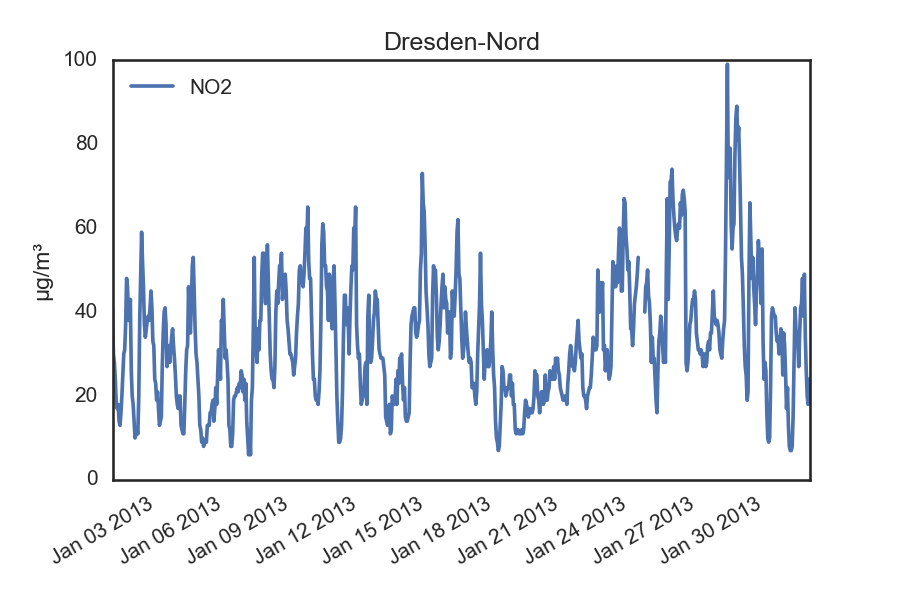 Dresden-Nord
100
80
60
40
20
0
µg/m³
NO2
Jan 03 2013
Jan 06 2013
Jan 09 2013
Jan 12 2013
Jan 15 2013
Jan 18 2013
Jan 21 2013
Jan 24 2013
Jan 27 2013
Jan 30 2013